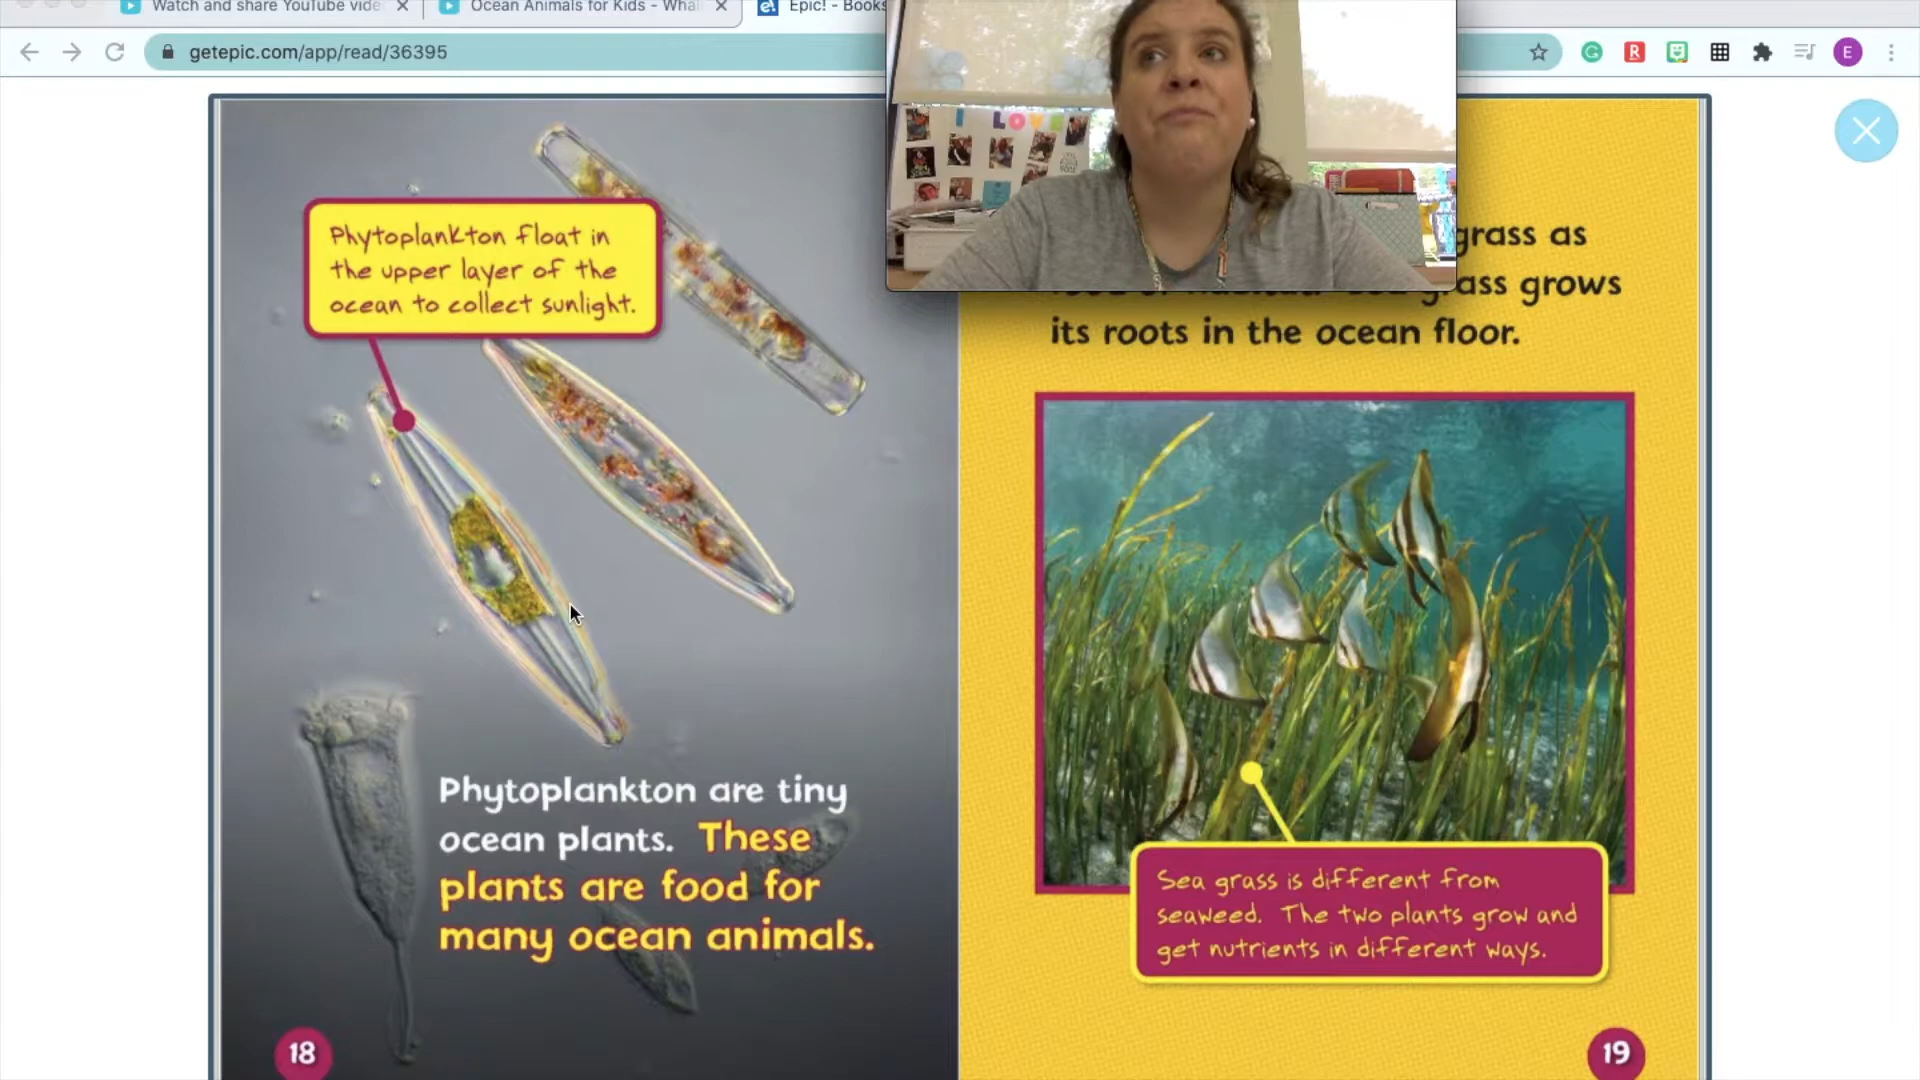 Watch and share YouTube vide
Ocean Animals for Kids - Whal
Epic! - Books
getepic.com/app/read/36395
E
I LOVE
Phytoplankton float in
the upper layer of the
ocean to collect sunlight.
Phytoplankton are tiny
ocean plants. These
plants are food for
many ocean animals.
18
grass as
grass grows
its roots in the ocean floor.
Sea grass is different from
seaweed. The two plants grow and
get nutrients in different ways.
19